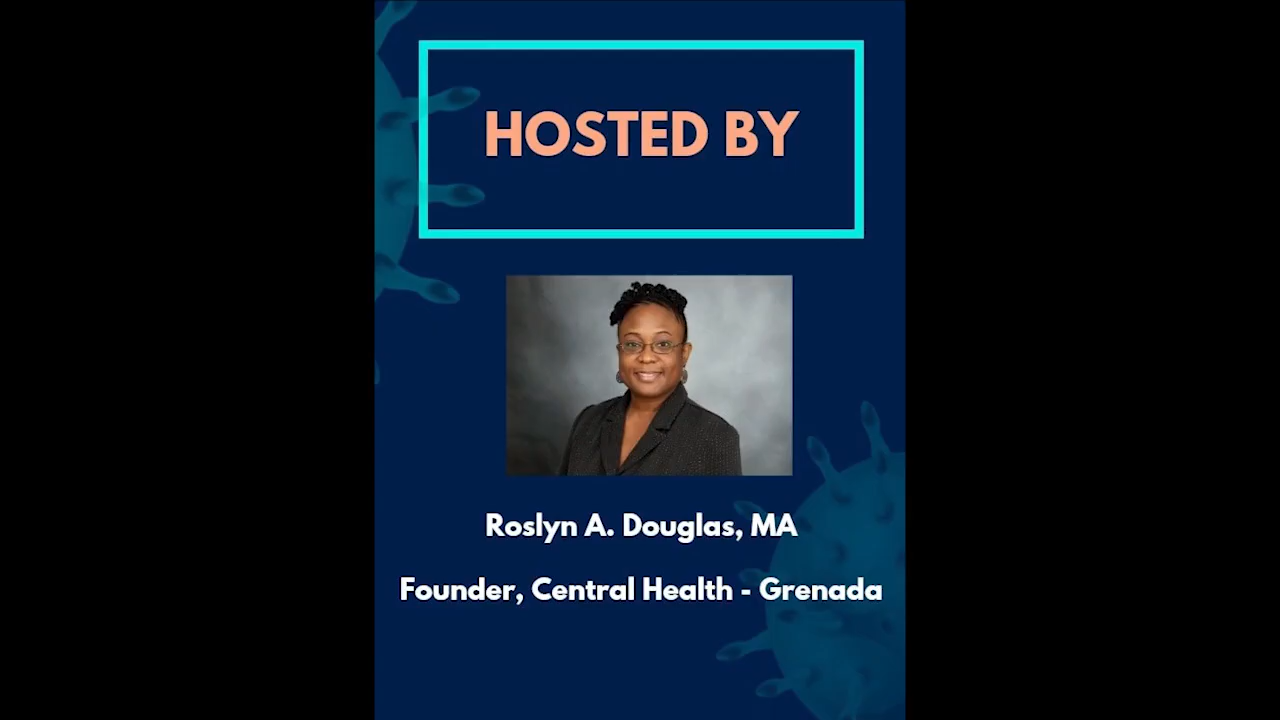 HOSTED BY
Roslyn A. Douglas, MA
Founder, Central Health - Grenada